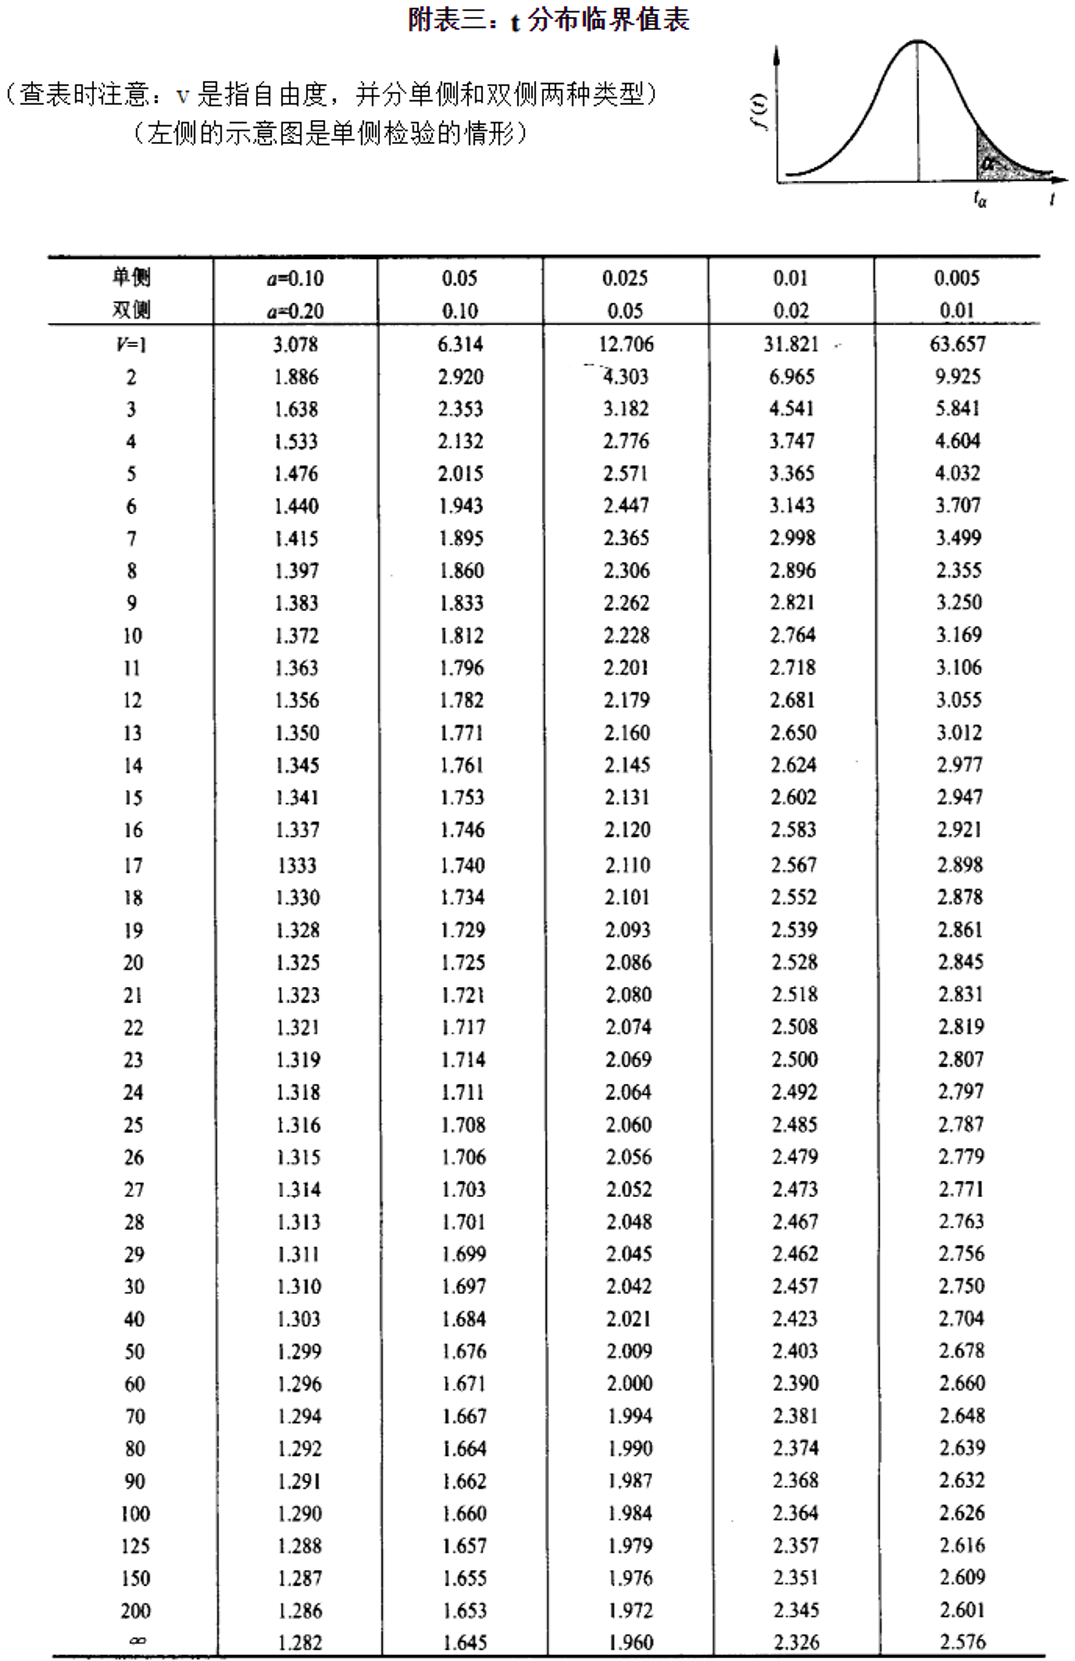 附表三：t 分布临界值表
（查表时注意：v 是指自由度，并分单侧和双侧两种类型）
（左侧的示意图是单侧检验的情形）
f (t)
α
tα
t
单侧 a=0.10 0.05 0.025 0.01 0.005
双侧 a=0.20 0.10 0.05 0.02 0.01
V=1 3.078 6.314 12.706 31.821 63.657
2 1.886 2.920 4.303 6.965 9.925
3 1.638 2.353 3.182 4.541 5.841
4 1.533 2.132 2.776 3.747 4.604
5 1.476 2.015 2.571 3.365 4.032
6 1.440 1.943 2.447 3.143 3.707
7 1.415 1.895 2.365 2.998 3.499
8 1.397 1.860 2.306 2.896 2.355
9 1.383 1.833 2.262 2.821 3.250
10 1.372 1.812 2.228 2.764 3.169
11 1.363 1.796 2.201 2.718 3.106
12 1.356 1.782 2.179 2.681 3.055
13 1.350 1.771 2.160 2.650 3.012
14 1.345 1.761 2.145 2.624 2.977
15 1.341 1.753 2.131 2.602 2.947
16 1.337 1.746 2.120 2.583 2.921
17 1333 1.740 2.110 2.567 2.898
18 1.330 1.734 2.101 2.552 2.878
19 1.328 1.729 2.093 2.539 2.861
20 1.325 1.725 2.086 2.528 2.845
21 1.323 1.721 2.080 2.518 2.831
22 1.321 1.717 2.074 2.508 2.819
23 1.319 1.714 2.069 2.500 2.807
24 1.318 1.711 2.064 2.492 2.797
25 1.316 1.708 2.060 2.485 2.787
26 1.315 1.706 2.056 2.479 2.779
27 1.314 1.703 2.052 2.473 2.771
28 1.313 1.701 2.048 2.467 2.763
29 1.311 1.699 2.045 2.462 2.756
30 1.310 1.697 2.042 2.457 2.750
40 1.303 1.684 2.021 2.423 2.704
50 1.299 1.676 2.009 2.403 2.678
60 1.296 1.671 2.000 2.390 2.660
70 1.294 1.667 1.994 2.381 2.648
80 1.292 1.664 1.990 2.374 2.639
90 1.291 1.662 1.987 2.368 2.632
100 1.290 1.660 1.984 2.364 2.626
125 1.288 1.657 1.979 2.357 2.616
150 1.287 1.655 1.976 2.351 2.609
200 1.286 1.653 1.972 2.345 2.601
∞ 1.282 1.645 1.960 2.326 2.576